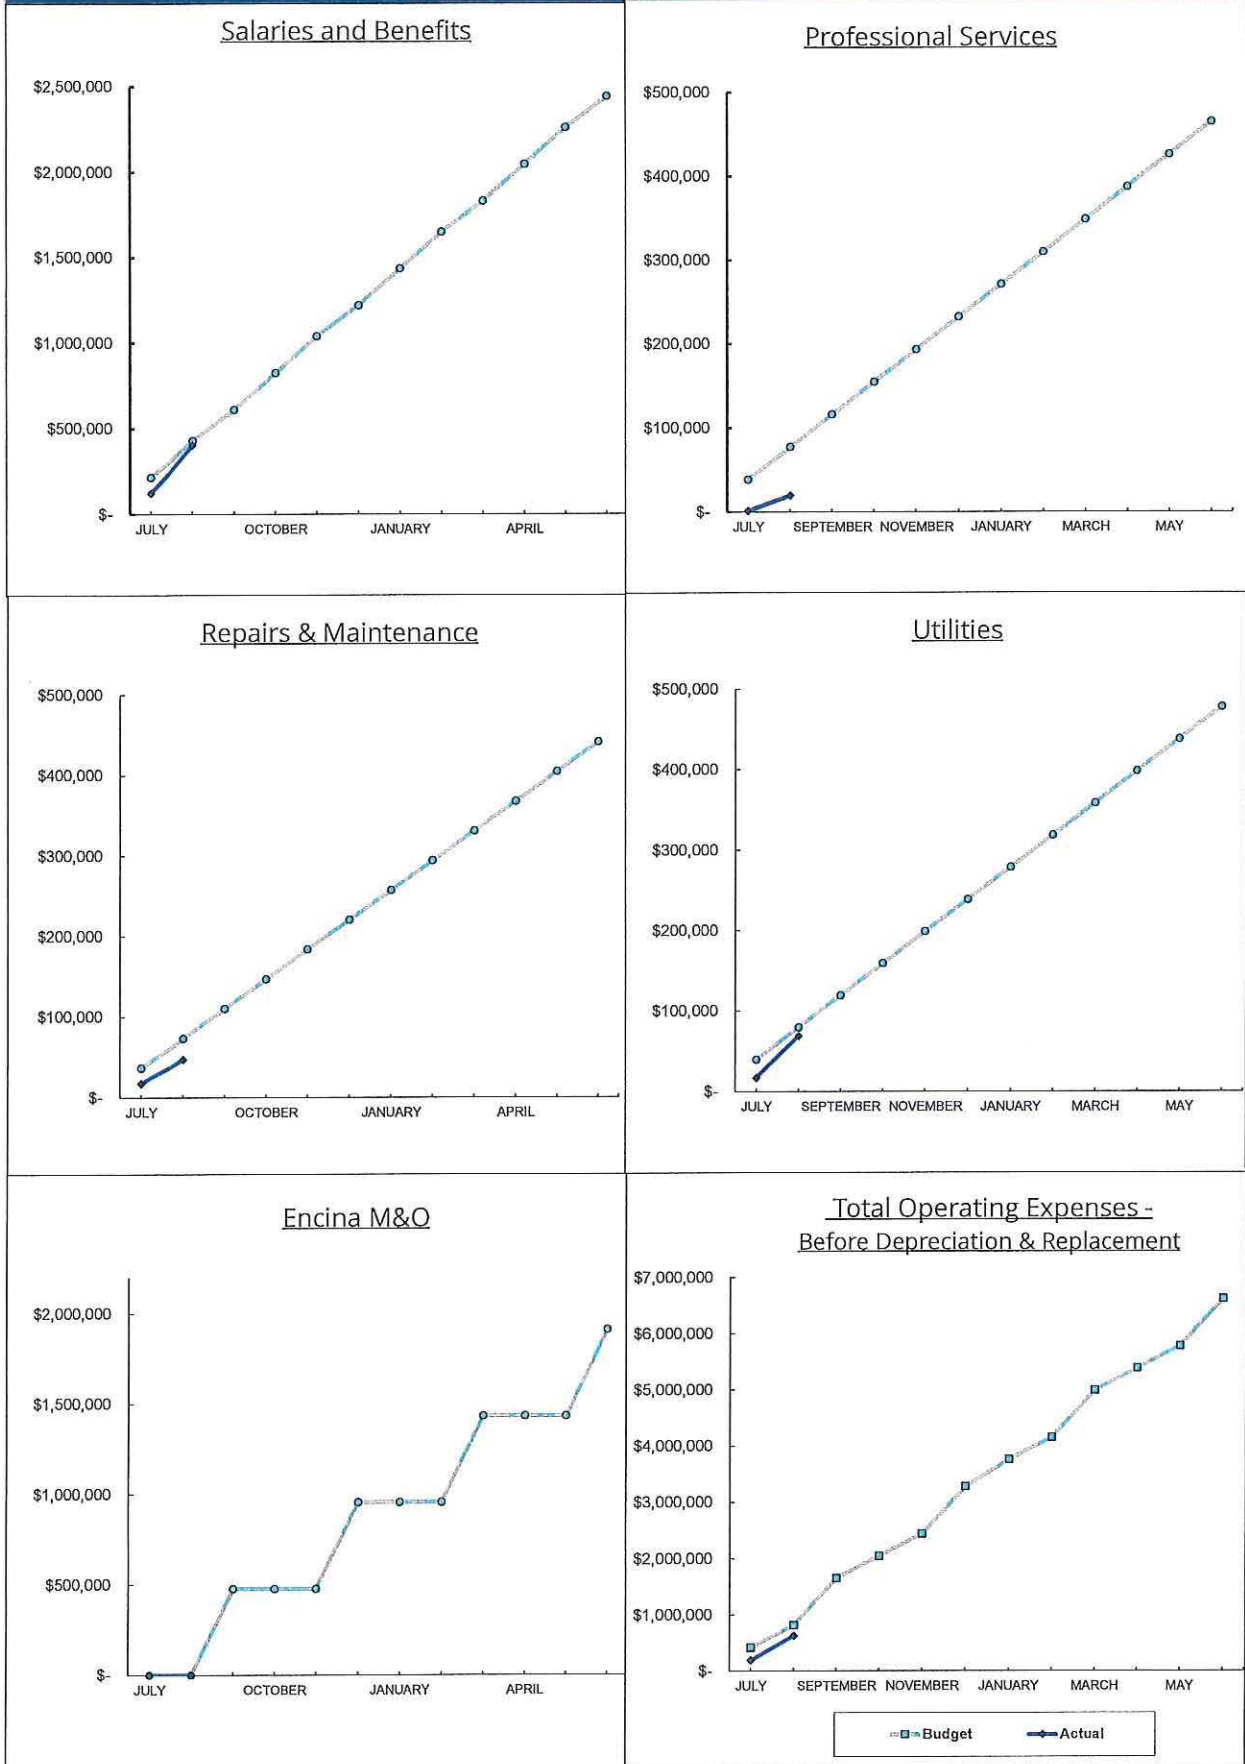 Salaries and Benefits
$2,500,000
$2,000,000
$1,500,000
$1,000,000
$500,000
$-
JULY OCTOBER JANUARY APRIL
Professional Services
$500,000
$400,000
$300,000
$200,000
$100,000
$-
JULY SEPTEMBER NOVEMBER JANUARY MARCH MAY
Repairs & Maintenance
$500,000
$400,000
$300,000
$200,000
$100,000
$-
JULY OCTOBER JANUARY APRIL
Utilities
$500,000
$400,000
$300,000
$200,000
$100,000
$-
JULY SEPTEMBER NOVEMBER JANUARY MARCH MAY
Encina M&O
$2,000,000
$1,500,000
$1,000,000
$500,000
$-
JULY OCTOBER JANUARY APRIL
Total Operating Expenses -
Before Depreciation & Replacement
$7,000,000
$6,000,000
$5,000,000
$4,000,000
$3,000,000
$2,000,000
$1,000,000
$-
JULY SEPTEMBER NOVEMBER JANUARY MARCH MAY
Budget Actual